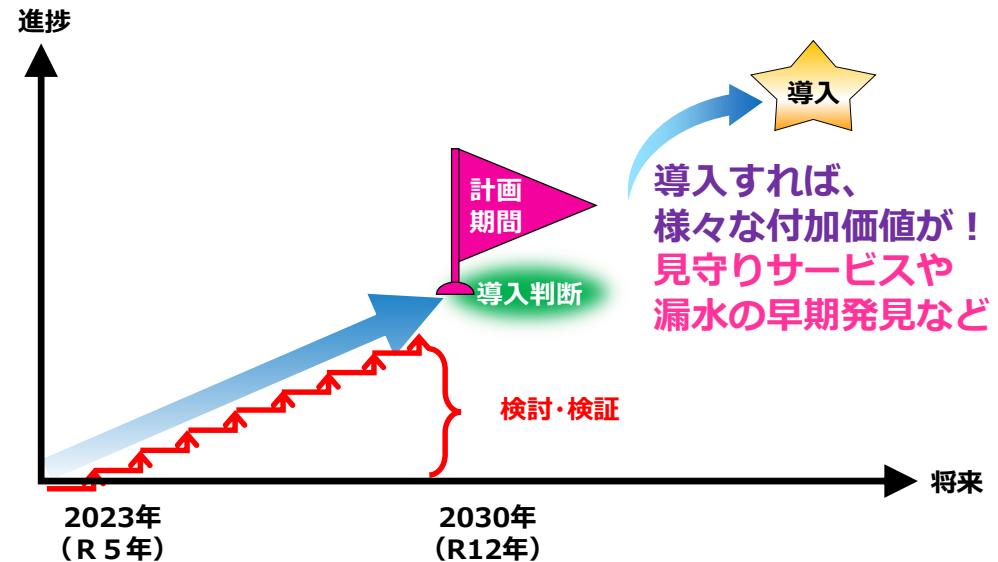 進捗
導入
計画
期間
導入すれば、
様々な付加価値が！
見守りサービスや
漏水の早期発見など
導入判断
検討･検証
将来
2023年
（R５年）
2030年
（R12年）